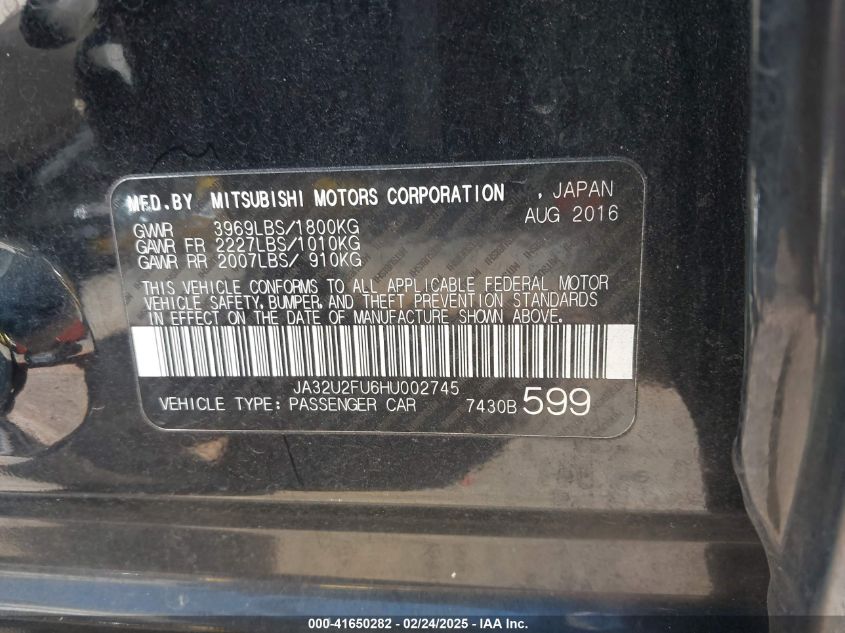 MFD.BY MITSUBISHI MOTORS CORPORATION , JAPAN
AUG 2016
GVWR 3969LBS/1800KG
GAWR FR 2227LBS/1010KG
GAWR RR 2007LBS/ 910KG
THIS VEHICLE CONFORMS TO ALL APPLICABLE FEDERAL MOTOR
VEHICLE SAFETY, BUMPER, AND THEFT PREVENTION STANDARDS
IN EFFECT ON THE DATE OF MANUFACTURE SHOWN ABOVE.
JA32U2FU6HU002745
VEHICLE TYPE: PASSENGER CAR 7430B 599
000-41650282 - 02/24/2025 - IAA, Inc.